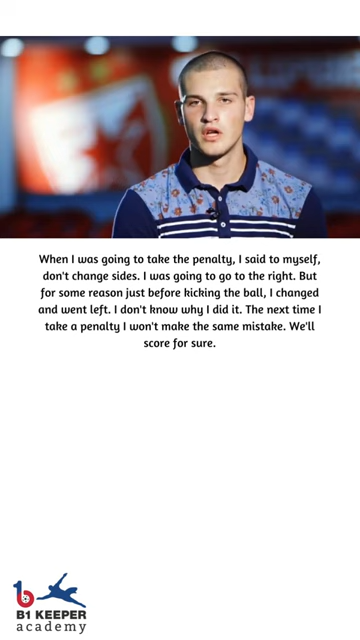 When I was going to take the penalty, I said to myself,
don't change sides. I was going to go to the right. But
for some reason just before kicking the ball, I changed
and went left. I don't know why I did it. The next time I
take a penalty I won't make the same mistake. We'll
score for sure.
B1 KEEPER
academy